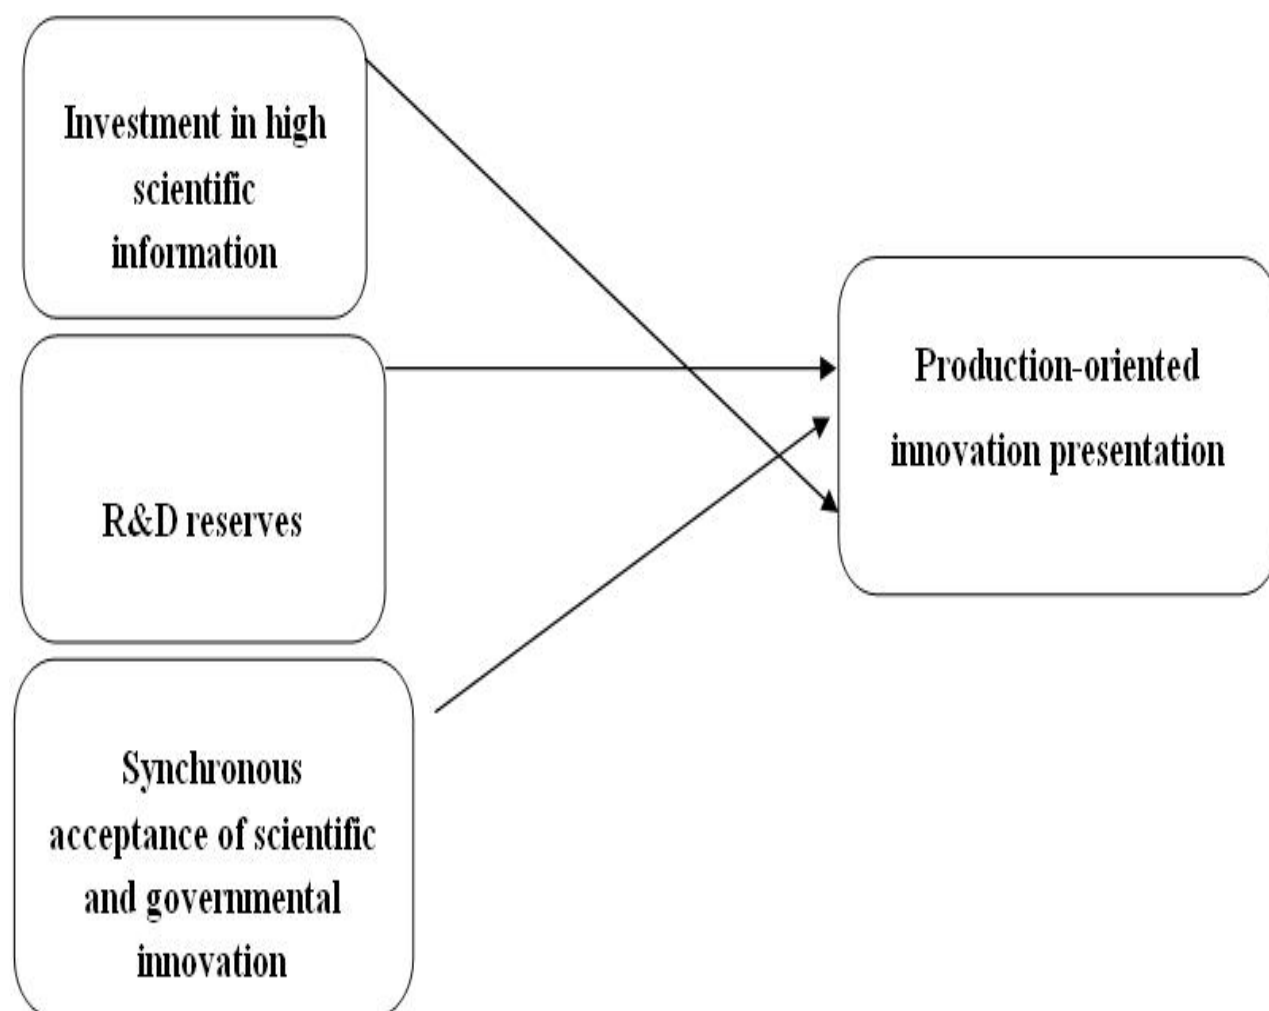 Investment in high
scientific
information
R&D reserves
Synchronous
acceptance of scientific
and governmental
innovation
Production-oriented
innovation presentation